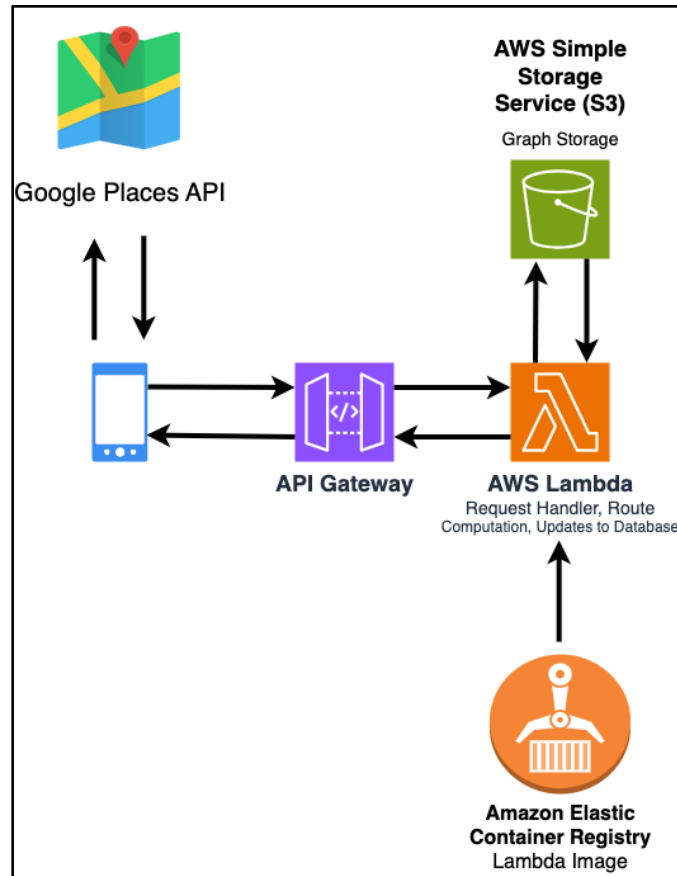 AWS Simple
Storage
Service (S3)
Graph Storage
Google Places API
</>
API Gateway
AWS Lambda
Request Handler, Route
Computation, Updates to Database
Amazon Elastic
Container Registry
Lambda Image